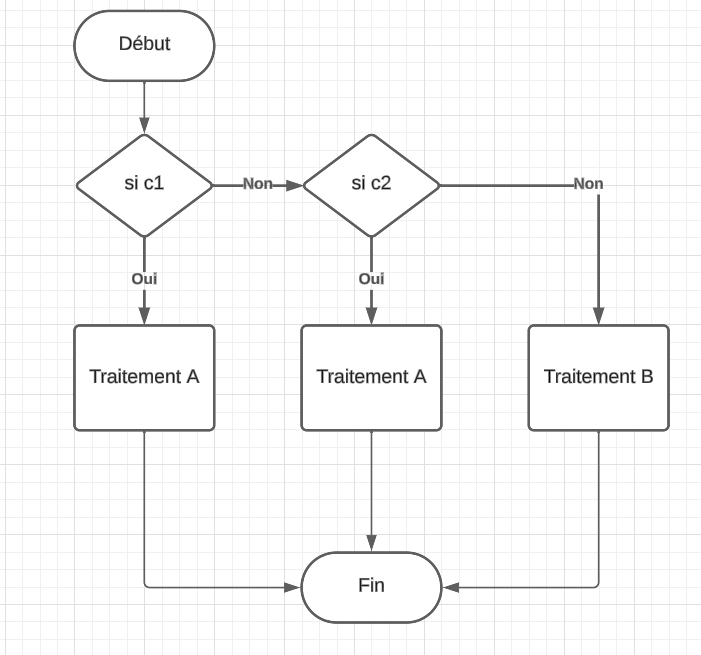 Début
si c1
Non
si c2
Non
Oui
Oui
Traitement A
Traitement A
Traitement B
Fin